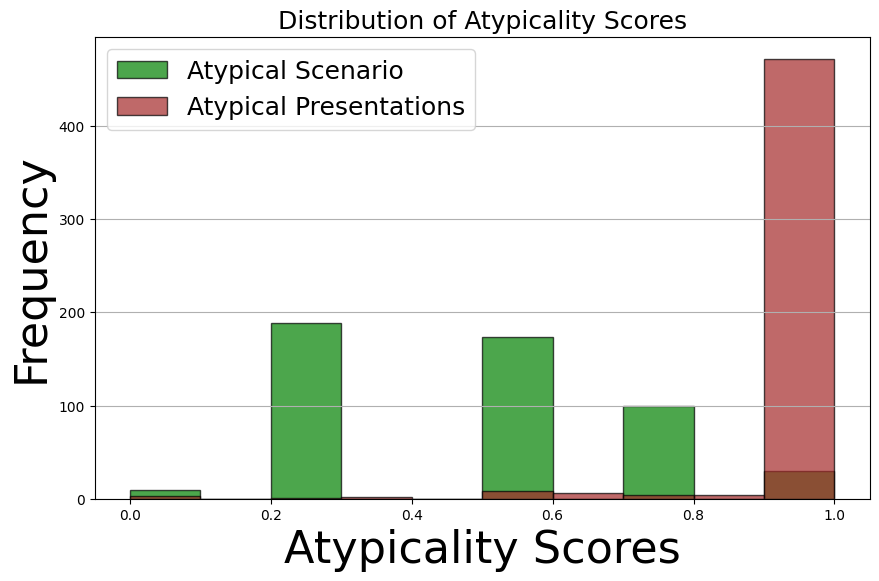 Distribution of Atypicality Scores
Atypical Scenario
Atypical Presentations
Frequency
400
300
200
100
0
0.0 0.2 0.4 0.6 0.8 1.0
Atypicality Scores